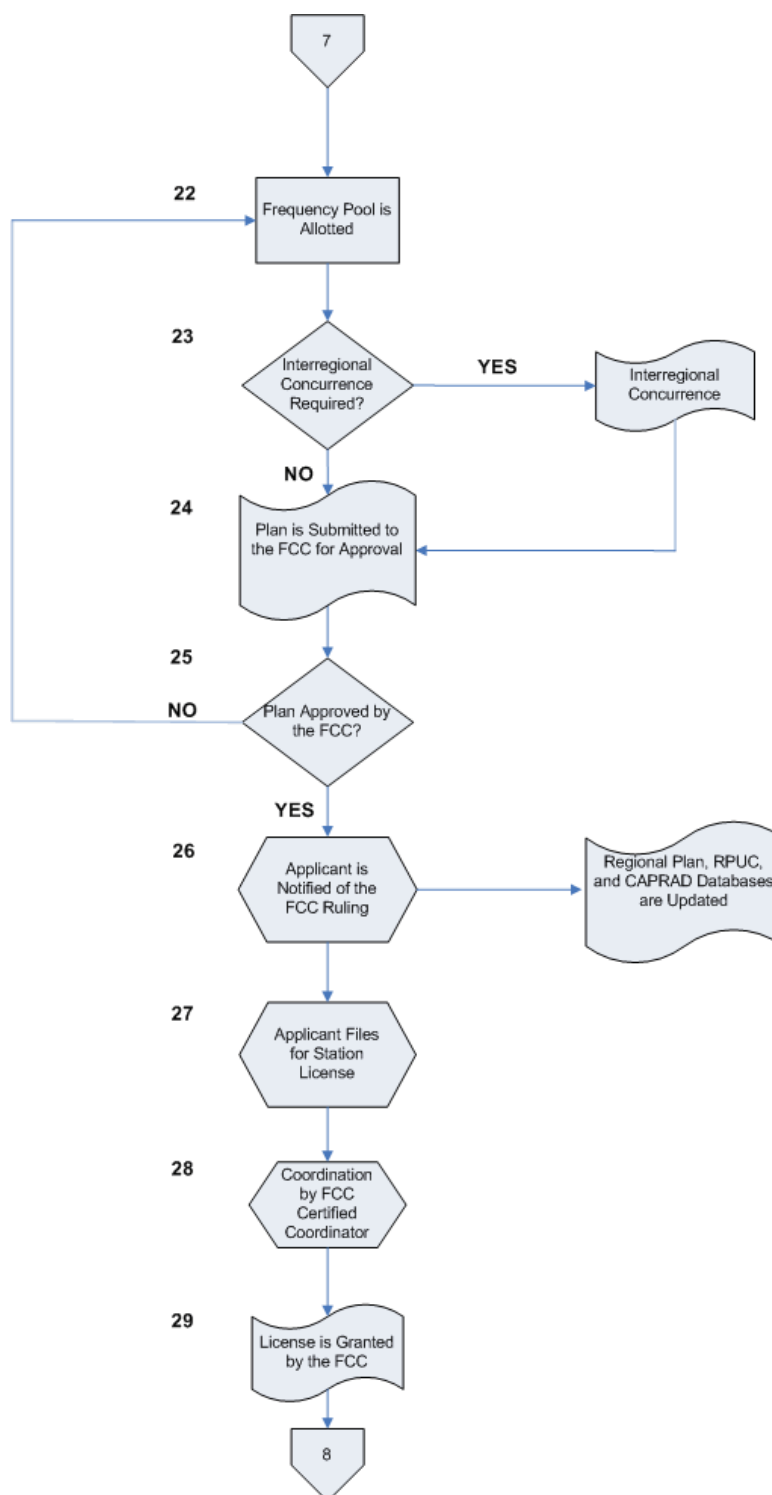 7
22
Frequency Pool is
Allotted
23
Interregional
Concurrence
Required?
YES
Interregional
Concurrence
NO
24
Plan is Submitted to
the FCC for Approval
25
NO
Plan Approved by
the FCC?
YES
26
Applicant is
Notified of the
FCC Ruling
Regional Plan, RPUC,
and CAPRAD Databases
are Updated
27
Applicant Files
for Station
License
28
Coordination
by FCC
Certified
Coordinator
29
License is Granted
by the FCC
8